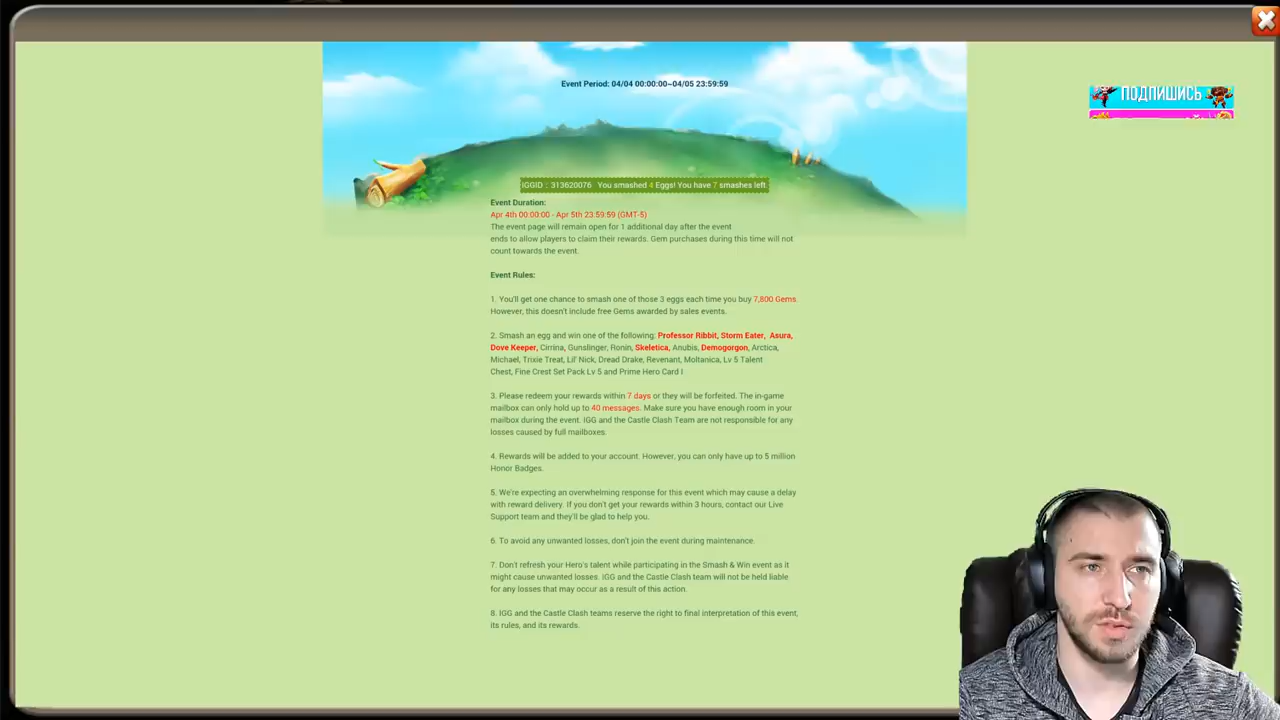 Event Period: 04/04 00:00:00~04/05 23:59:59
ПОДПИШИСЬ
IGGID : 313620076 You smashed 4 Eggs! You have 7 smashes left.
Event Duration:
Apr 4th 00:00:00 - Apr 5th 23:59:59 (GMT-5)
The event page will remain open for 1 additional day after the event
ends to allow players to claim their rewards. Gem purchases during this time will not
count towards the event.
Event Rules:
1. You'll get one chance to smash one of those 3 eggs each time you buy 7,800 Gems.
However, this doesn't include free Gems awarded by sales events.
2. Smash an egg and win one of the following: Professor Ribbit, Storm Eater, Asura,
Dove Keeper, Cirrina, Gunslinger, Ronin, Skeletica, Anubis, Demogorgon, Arctica,
Michael, Trixie Treat, Lil' Nick, Dread Drake, Revenant, Moltanica, Lv 5 Talent
Chest, Fine Crest Set Pack Lv 5 and Prime Hero Card I
3. Please redeem your rewards within 7 days or they will be forfeited. The in-game
mailbox can only hold up to 40 messages. Make sure you have enough room in your
mailbox during the event. IGG and the Castle Clash Team are not responsible for any
losses caused by full mailboxes.
4. Rewards will be added to your account. However, you can only have up to 5 million
Honor Badges.
5. We're expecting an overwhelming response for this event which may cause a delay
with reward delivery. If you don't get your rewards within 3 hours, contact our Live
Support team and they'll be glad to help you.
6. To avoid any unwanted losses, don't join the event during maintenance.
7. Don't refresh your Hero's talent while participating in the Smash & Win event as it
might cause unwanted losses. IGG and the Castle Clash team will not be held liable
for any losses that may occur as a result of this action.
8. IGG and the Castle Clash teams reserve the right to final interpretation of this event,
its rules, and its rewards.